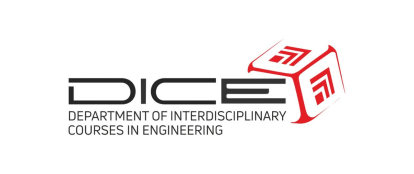 DICE
DEPARTMENT OF INTERDISCIPLINARY
COURSES IN ENGINEERING